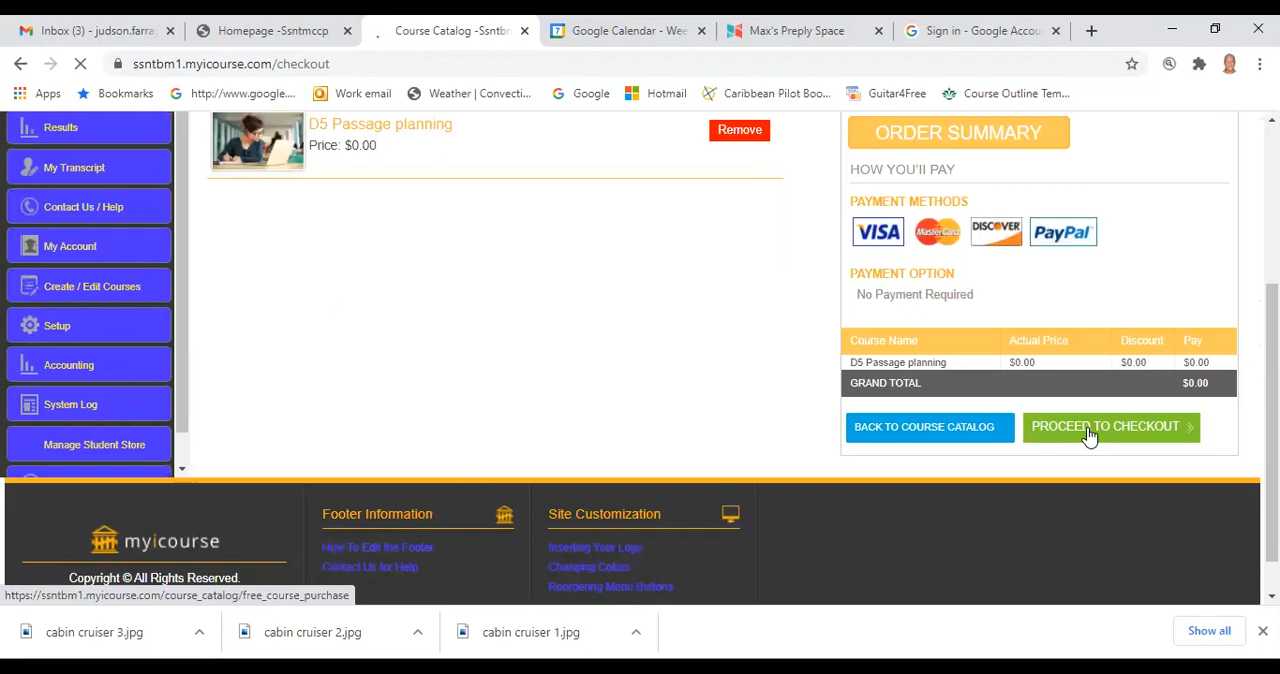 Inbox (3) - judson.farra
Homepage -Ssntmccp
Course Catalog -Ssntbr
7 Google Calendar - Wee
Max's Preply Space
Sign in - Google Accou
ssntbm1.myicourse.com/checkout
Apps
Bookmarks
http://www.google....
Work email
Weather | Convecti...
Google
Hotmail
Caribbean Pilot Boo...
Guitar4Free
Course Outline Tem...
Results
My Transcript
Contact Us / Help
My Account
Create / Edit Courses
Setup
Accounting
System Log
Manage Student Store
D5 Passage planning
Price: $0.00
Remove
ORDER SUMMARY
HOW YOU'll PAY
PAYMENT METHODS
VISA MasterCard DISCOVER PayPal
PAYMENT OPTION
No Payment Required
Course Name Actual Price Discount Pay
D5 Passage planning $0.00 $0.00 $0.00
GRAND TOTAL $0.00
BACK TO COURSE CATALOG PROCEED TO CHECKOUT
myicourse
Copyright © All Rights Reserved.
Footer Information
How To Edit the Footer
Contact Us for Help
Site Customization
Inserting Your Logo
Changing Colors
Reordering Menu Buttons
https://ssntbm1.myicourse.com/course_catalog/free_course_purchase
cabin cruiser 3.jpg
cabin cruiser 2.jpg
cabin cruiser 1.jpg
Show all